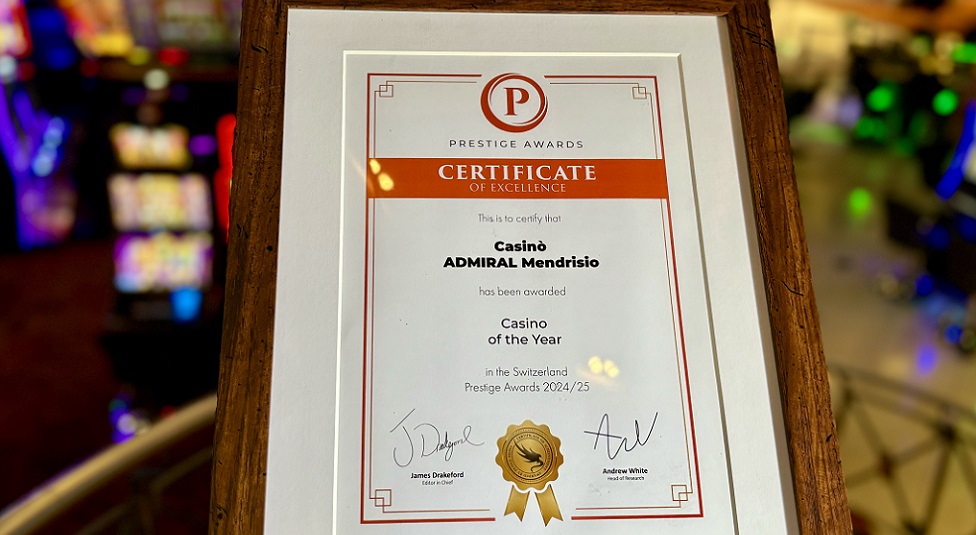 P
PRESTIGE AWARDS
CERTIFICATE
OF EXCELLENCE
This is to certify that
Casinò
ADMIRAL Mendrisio
has been awarded
Casino
of the Year
in the Switzerland
Prestige Awards 2024/25
James Drakeford
Editor in Chief
Andrew White
Head of Research